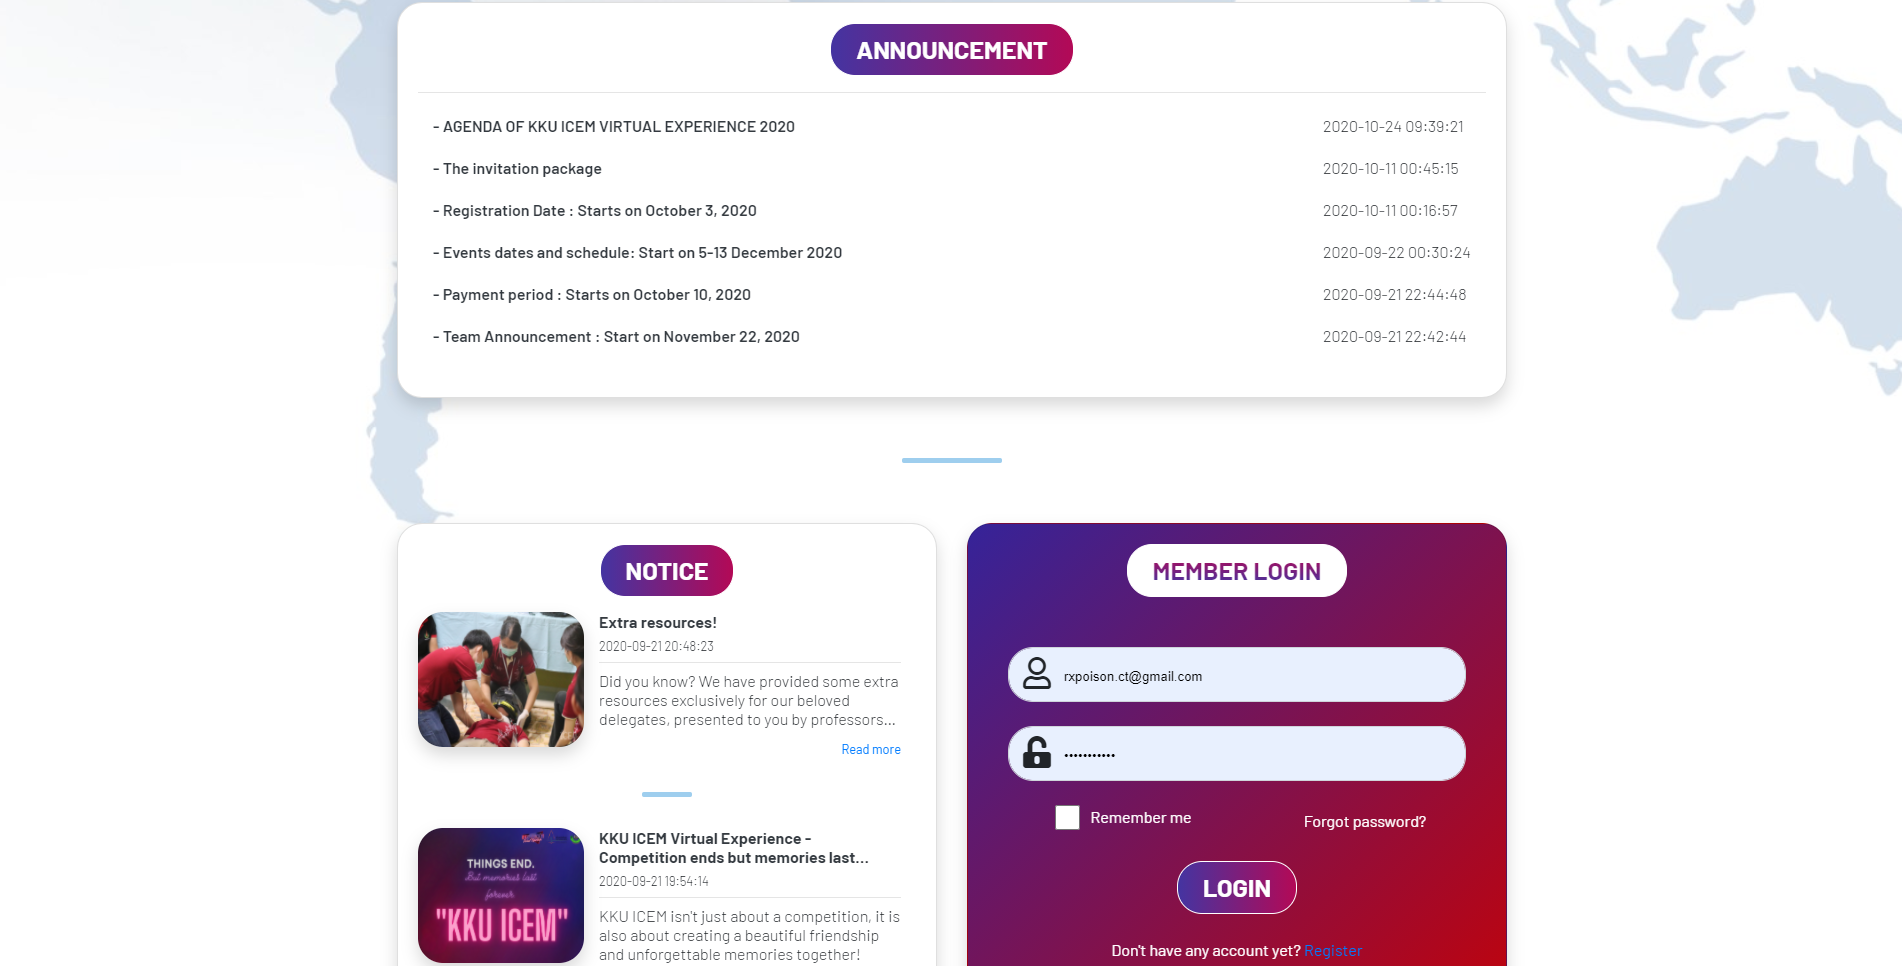 ANNOUNCEMENT
- AGENDA OF KKU ICEM VIRTUAL EXPERIENCE 2020 2020-10-24 09:39:21
- The invitation package 2020-10-11 00:45:15
- Registration Date : Starts on October 3, 2020 2020-10-11 00:16:57
- Events dates and schedule: Start on 5-13 December 2020 2020-09-22 00:30:24
- Payment period : Starts on October 10, 2020 2020-09-21 22:44:48
- Team Announcement : Start on November 22, 2020 2020-09-21 22:42:44
NOTICE
Extra resources!
2020-09-21 20:48:23
Did you know? We have provided some extra
resources exclusively for our beloved
delegates, presented to you by professors...
Read more
THINGS END.
But memories last
forever
"KKU ICEM"
KKU ICEM Virtual Experience -
Competition ends but memories last...
2020-09-21 19:54:14
KKU ICEM isn't just about a competition, it is
also about creating a beautiful friendship
and unforgettable memories together!
MEMBER LOGIN
rxpoison.ct@gmail.com
•••••••••••
Remember me
Forgot password?
LOGIN
Don't have any account yet? Register